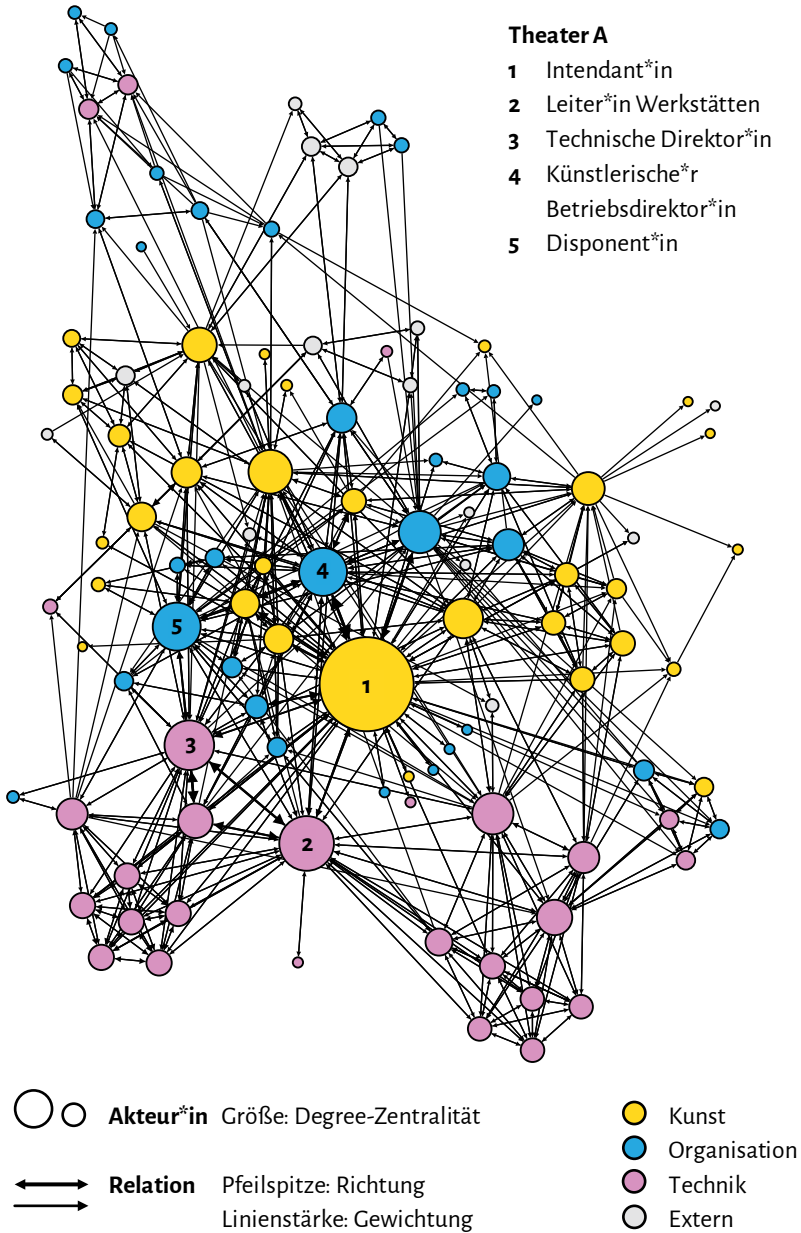 Theater A
1 Intendant*in
2 Leiter*in Werkstätten
3 Technische Direktor*in
4 Künstlerische*r
Betriebsdirektor*in
5 Disponent*in
4
5
1
3
2
Akteur*in Größe: Degree-Zentralität
Relation Pfeilspitze: Richtung
Linienstärke: Gewichtung
Kunst
Organisation
Technik
Extern